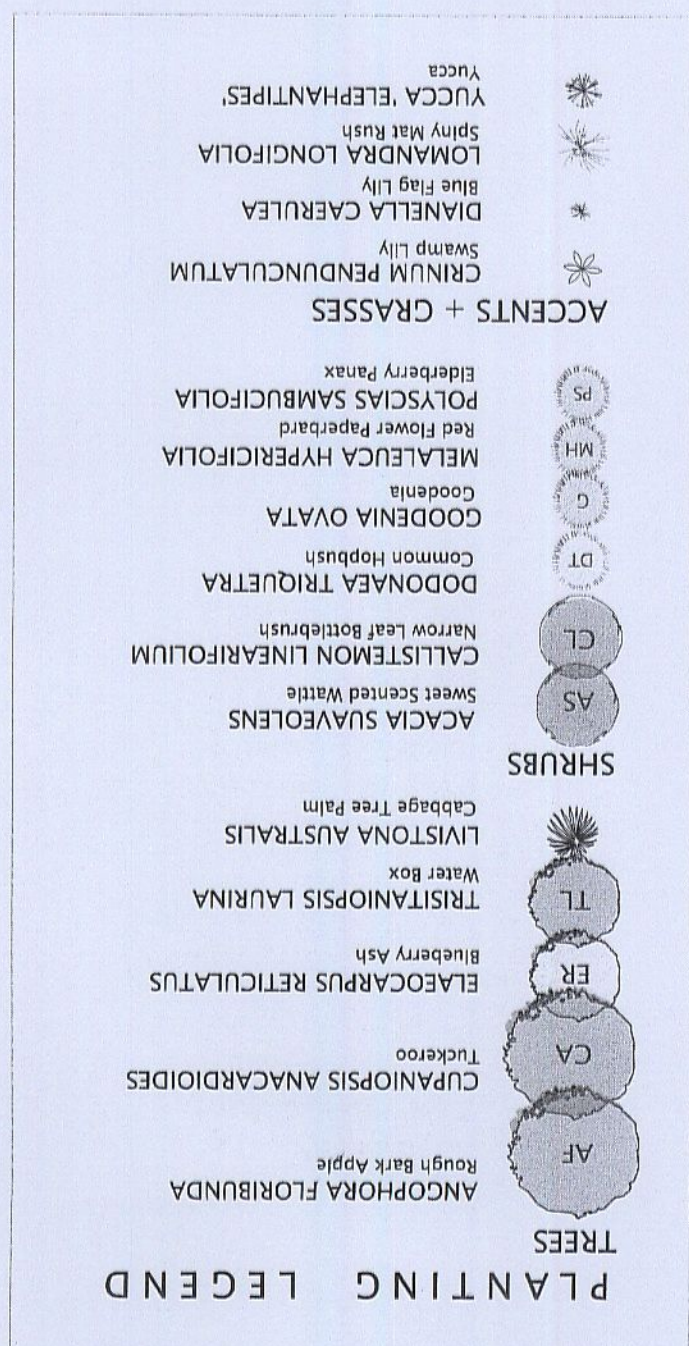 PLANTING LEGEND
TREES
AF
ANGOPHORA FLORIBUNDA
Rough Bark Apple
CA
CUPANIOPSIS ANACARDIOIDES
Tuckeroo
ER
ELAEOCARPUS RETICULATUS
Blueberry Ash
TL
TRISITANIOPSIS LAURINA
Water Box
LIVISTONA AUSTRALIS
Cabbage Tree Palm
SHRUBS
AS
ACACIA SUAVEOLENS
Sweet Scented Wattle
CL
CALLISTEMON LINEARIFOLIUM
Narrow Leaf Bottlebrush
DT
DODONAEA TRIQUETRA
Common Hopbush
G
GOODENIA OVATA
Goodenia
MH
MELALEUCA HYPERICIFOLIA
Red Flower Paperbard
PS
POLYSCIAS SAMBUCIFOLIA
Elderberry Panax
ACCENTS + GRASSES
CRINUM PENDUNCULATUM
Swamp Lily
DIANELLA CAERULEA
Blue Flag Lily
LOMANDRA LONGIFOLIA
Spiny Mat Rush
YUCCA 'ELEPHANTIPES'
Yucca